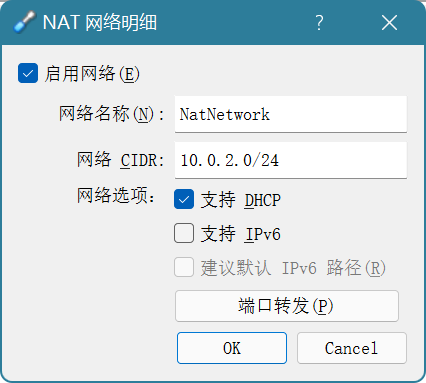 NAT 网络明细
启用网络(E)
网络名称(N): NatNetwork
网络 CIDR: 10.0.2.0/24
网络选项: 支持 DHCP
支持 IPv6
建议默认 IPv6 路径(R)
端口转发(P)
OK Cancel